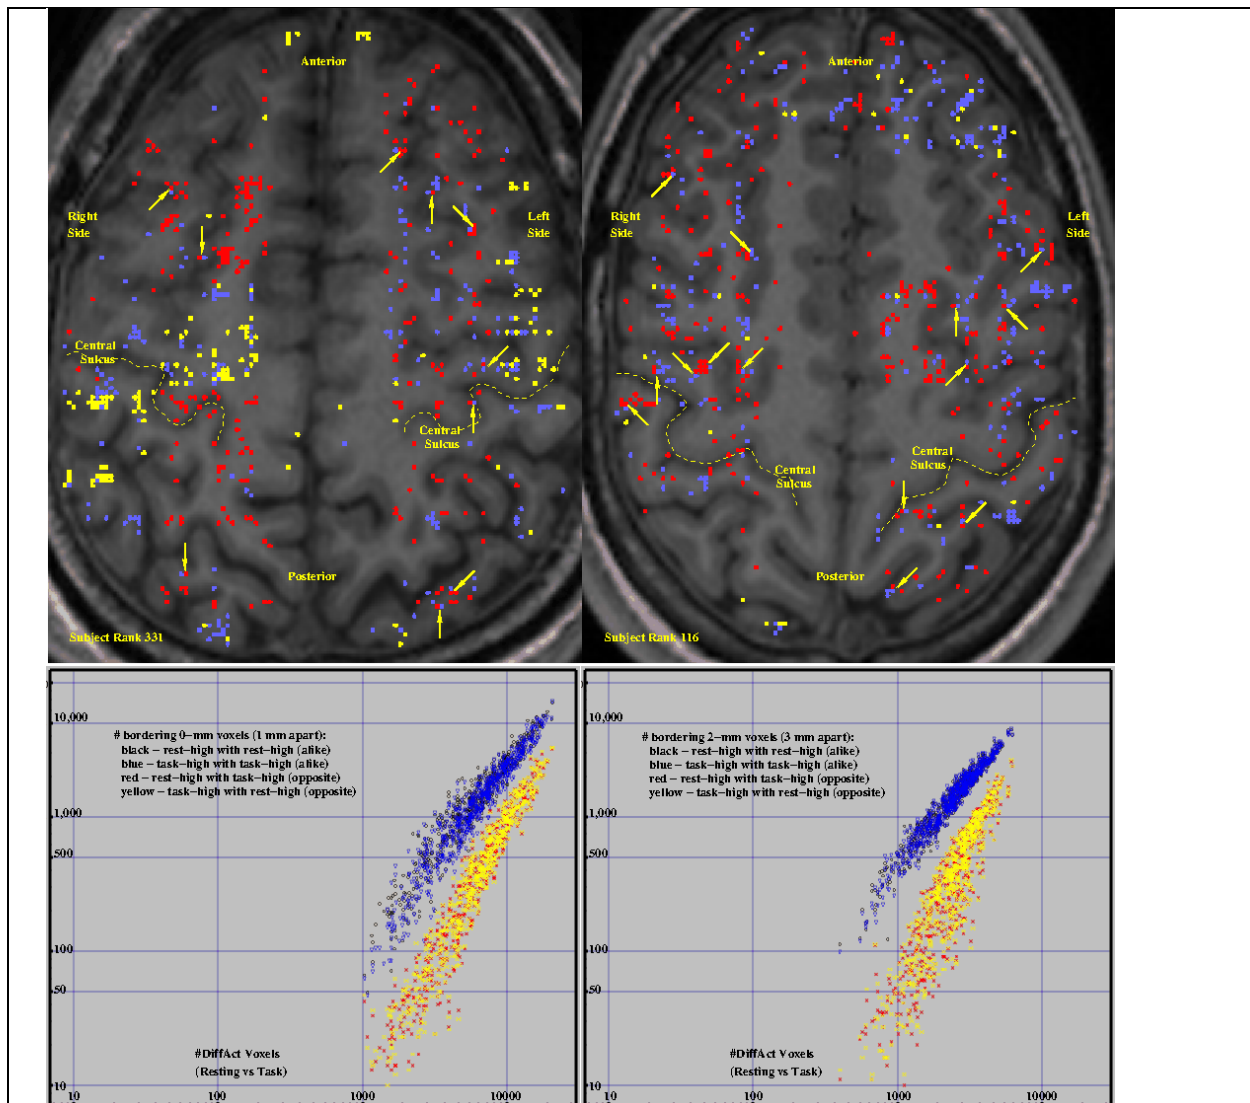 Anterior
Right
Side
Left
Side
Central
Sulcus
Central
Sulcus
Posterior
Subject Rank 331
Anterior
Right
Side
Left
Side
Central
Sulcus
Central
Sulcus
Posterior
Subject Rank 116
10,000
1,000
500
100
50
10
# bordering 0-mm voxels (1 mm apart):
black - rest-high with rest-high (alike)
blue - task-high with task-high (alike)
red - rest-high with task-high (opposite)
yellow - task-high with rest-high (opposite)
#DiffAct Voxels
(Resting vs Task)
10 100 1000 10000
10,000
1,000
500
100
50
10
# bordering 2-mm voxels (3 mm apart):
black - rest-high with rest-high (alike)
blue - task-high with task-high (alike)
red - rest-high with task-high (opposite)
yellow - task-high with rest-high (opposite)
#DiffAct Voxels
(Resting vs Task)
10 100 1000 10000